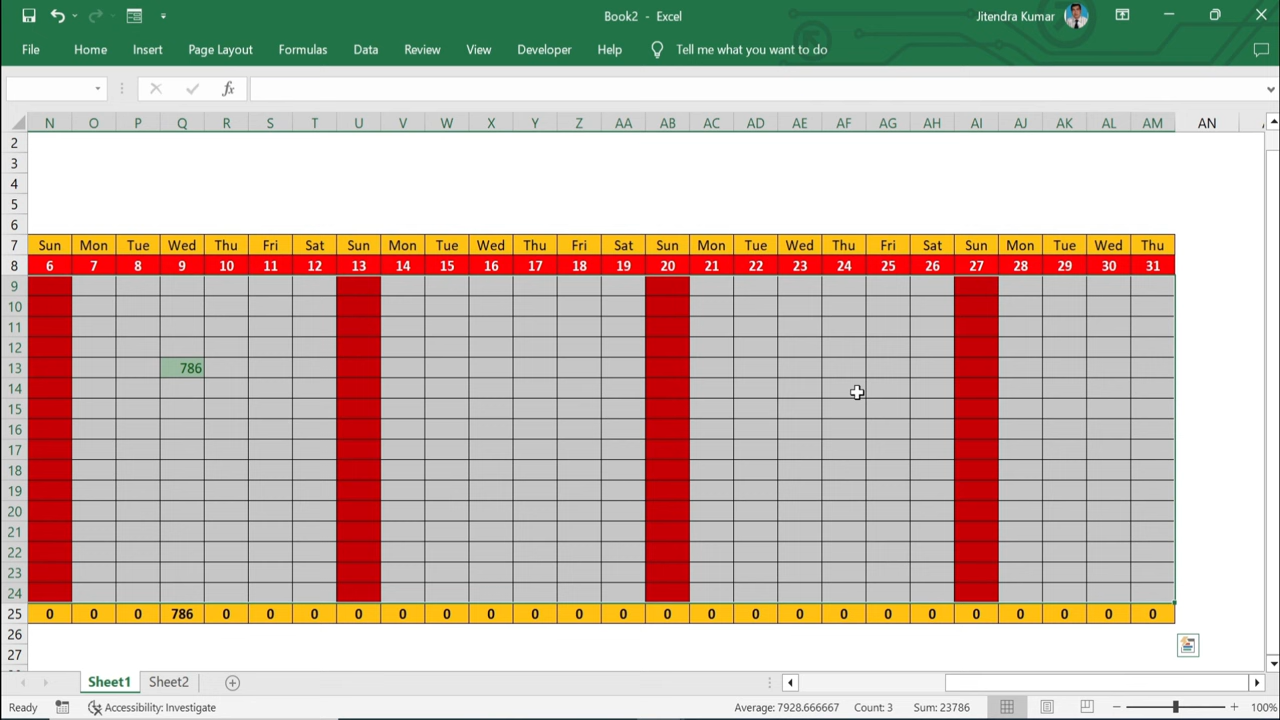 Book2 - Excel
Jitendra Kumar
File Home Insert Page Layout Formulas Data Review View Developer Help Tell me what you want to do
fx
N O P Q R S T U V W X Y Z AA AB AC AD AE AF AG AH AI AJ AK AL AM AN
2
3
4
5
6
7 Sun Mon Tue Wed Thu Fri Sat Sun Mon Tue Wed Thu Fri Sat Sun Mon Tue Wed Thu Fri Sat Sun Mon Tue Wed Thu
8 6 7 8 9 10 11 12 13 14 15 16 17 18 19 20 21 22 23 24 25 26 27 28 29 30 31
9
10
11
12
13 786
14
15
16
17
18
19
20
21
22
23
24
25 0 0 0 786 0 0 0 0 0 0 0 0 0 0 0 0 0 0 0 0 0 0 0 0 0 0
26
27
Sheet1 Sheet2
Ready Accessibility: Investigate Average: 7928.666667 Count: 3 Sum: 23786 100%